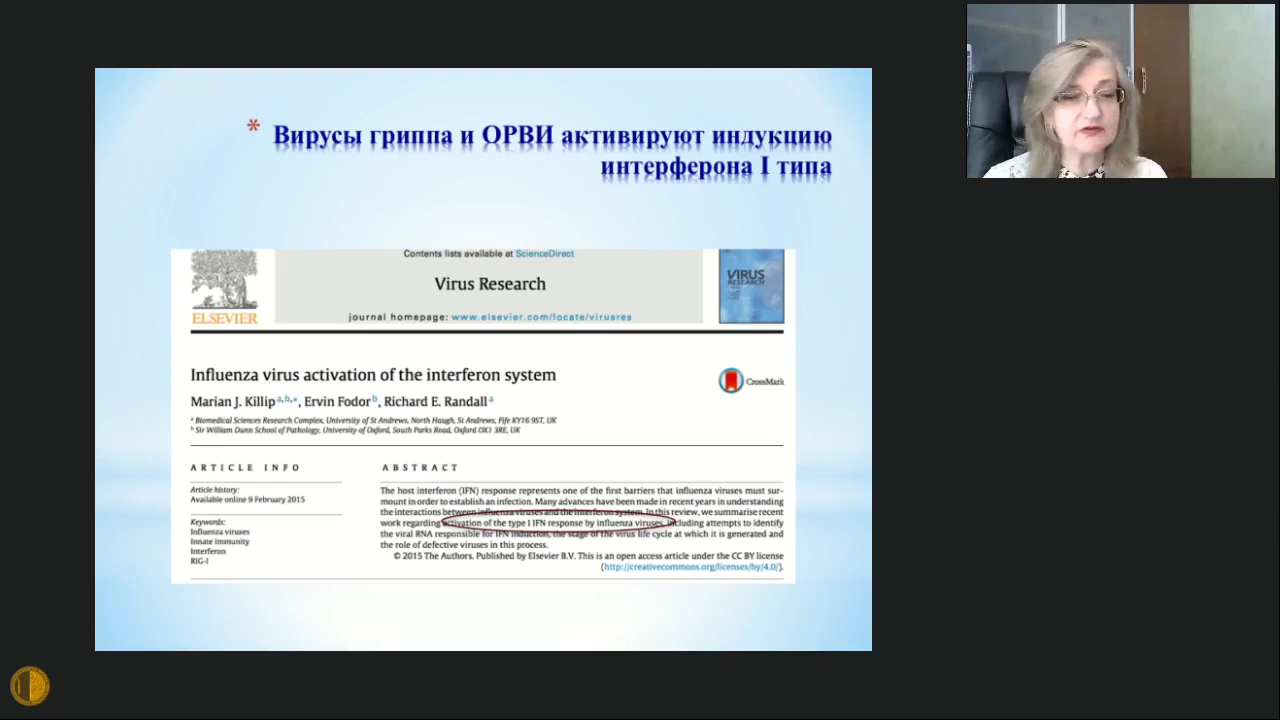 * Вирусы гриппа и ОРВИ активируют индукцию
интерферона I типа
Contents lists available at ScienceDirect
Virus Research
journal homepage: www.elsevier.com/locate/virusres
ELSEVIER
VIRUS
RESEARCH
Influenza virus activation of the interferon system
CrossMark
Marian J. Killip a,b,*, Ervin Fodor b, Richard E. Randall a
a Biomedical Sciences Research Complex, University of St Andrews, North Haugh, St Andrews, Fife KY16 9ST, UK
b Sir William Dunn School of Pathology, University of Oxford, South Parks Road, Oxford OX1 3RE, UK
ARTICLE INFO
Article history:
Available online 9 February 2015
Keywords:
Influenza viruses
Innate immunity
Interferon
RIG-I
ABSTRACT
The host interferon (IFN) response represents one of the first barriers that influenza viruses must sur-
mount in order to establish an infection. Many advances have been made in recent years in understanding
the interactions between influenza viruses and the interferon system. In this review, we summarise recent
work regarding activation of the type I IFN response by influenza viruses, including attempts to identify
the viral RNA responsible for IFN induction, the stage of the virus life cycle at which it is generated and
the role of defective viruses in this process.
© 2015 The Authors. Published by Elsevier B.V. This is an open access article under the CC BY license
(http://creativecommons.org/licenses/by/4.0/).